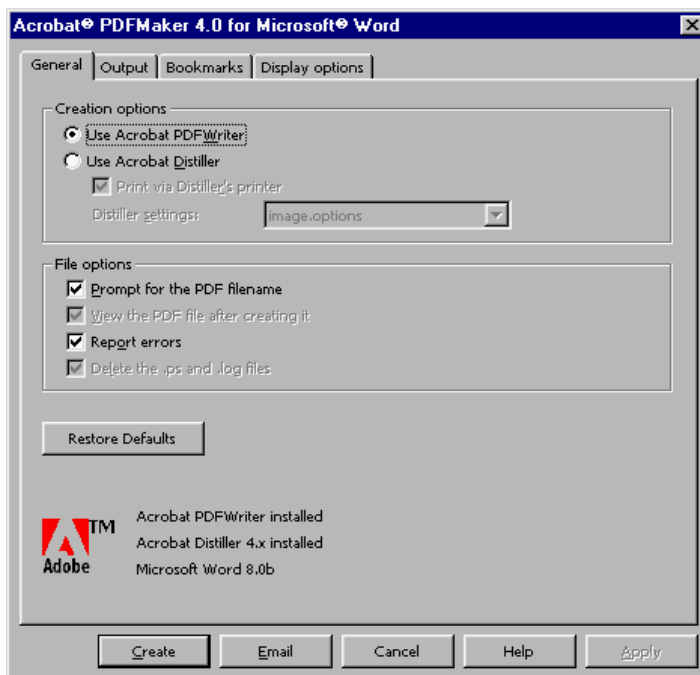 Acrobat® PDFMaker 4.0 for Microsoft® Word
General Output Bookmarks Display options
Creation options
Use Acrobat PDFWriter
Use Acrobat Distiller
Print via Distiller's printer
Distiller settings: image.options
File options
Prompt for the PDF filename
View the PDF file after creating it
Report errors
Delete the .ps and .log files
Restore Defaults
TM
Adobe
Acrobat PDFWriter installed
Acrobat Distiller 4.x installed
Microsoft Word 8.0b
Create Email Cancel Help Apply